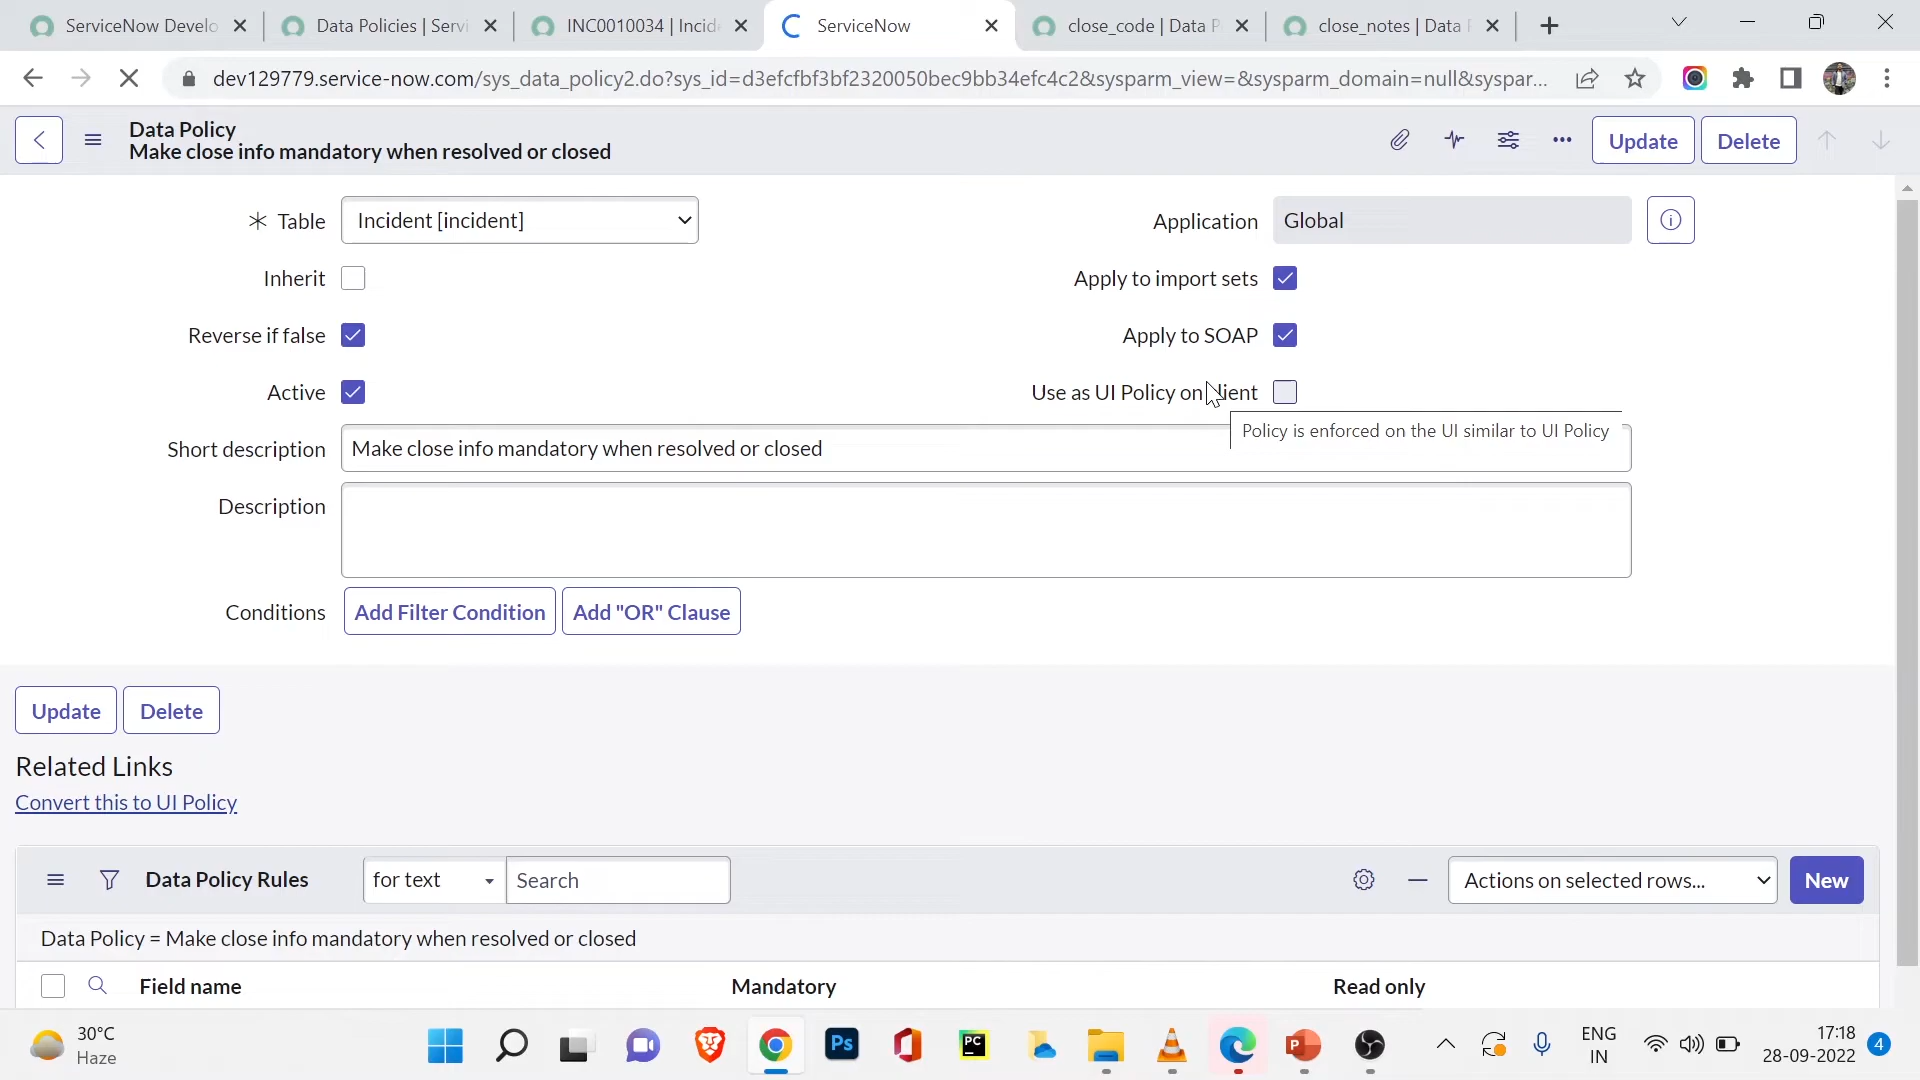 ServiceNow Develo
Data Policies | Servi
INC0010034 | Incid
ServiceNow
close_code | Data P
close_notes | Data
dev129779.service-now.com/sys_data_policy2.do?sys_id=d3efcfbf3bf2320050bec9bb34efc4c2&sysparm_view=&sysparm_domain=null&syspar...
Data Policy
Make close info mandatory when resolved or closed
Update
Delete
Table
Incident [incident]
Application
Global
Inherit
Apply to import sets
Reverse if false
Apply to SOAP
Active
Use as UI Policy on
Policy is enforced on the UI similar to UI Policy
Short description
Make close info mandatory when resolved or closed
Description
Conditions
Add Filter Condition
Add "OR" Clause
Update
Delete
Related Links
Convert this to UI Policy
Data Policy Rules
for text
Search
Actions on selected rows...
New
Data Policy = Make close info mandatory when resolved or closed
Field name
Mandatory
Read only
30°C
Haze
Ps
PC
P
ENG
IN
17:18
28-09-2022
4